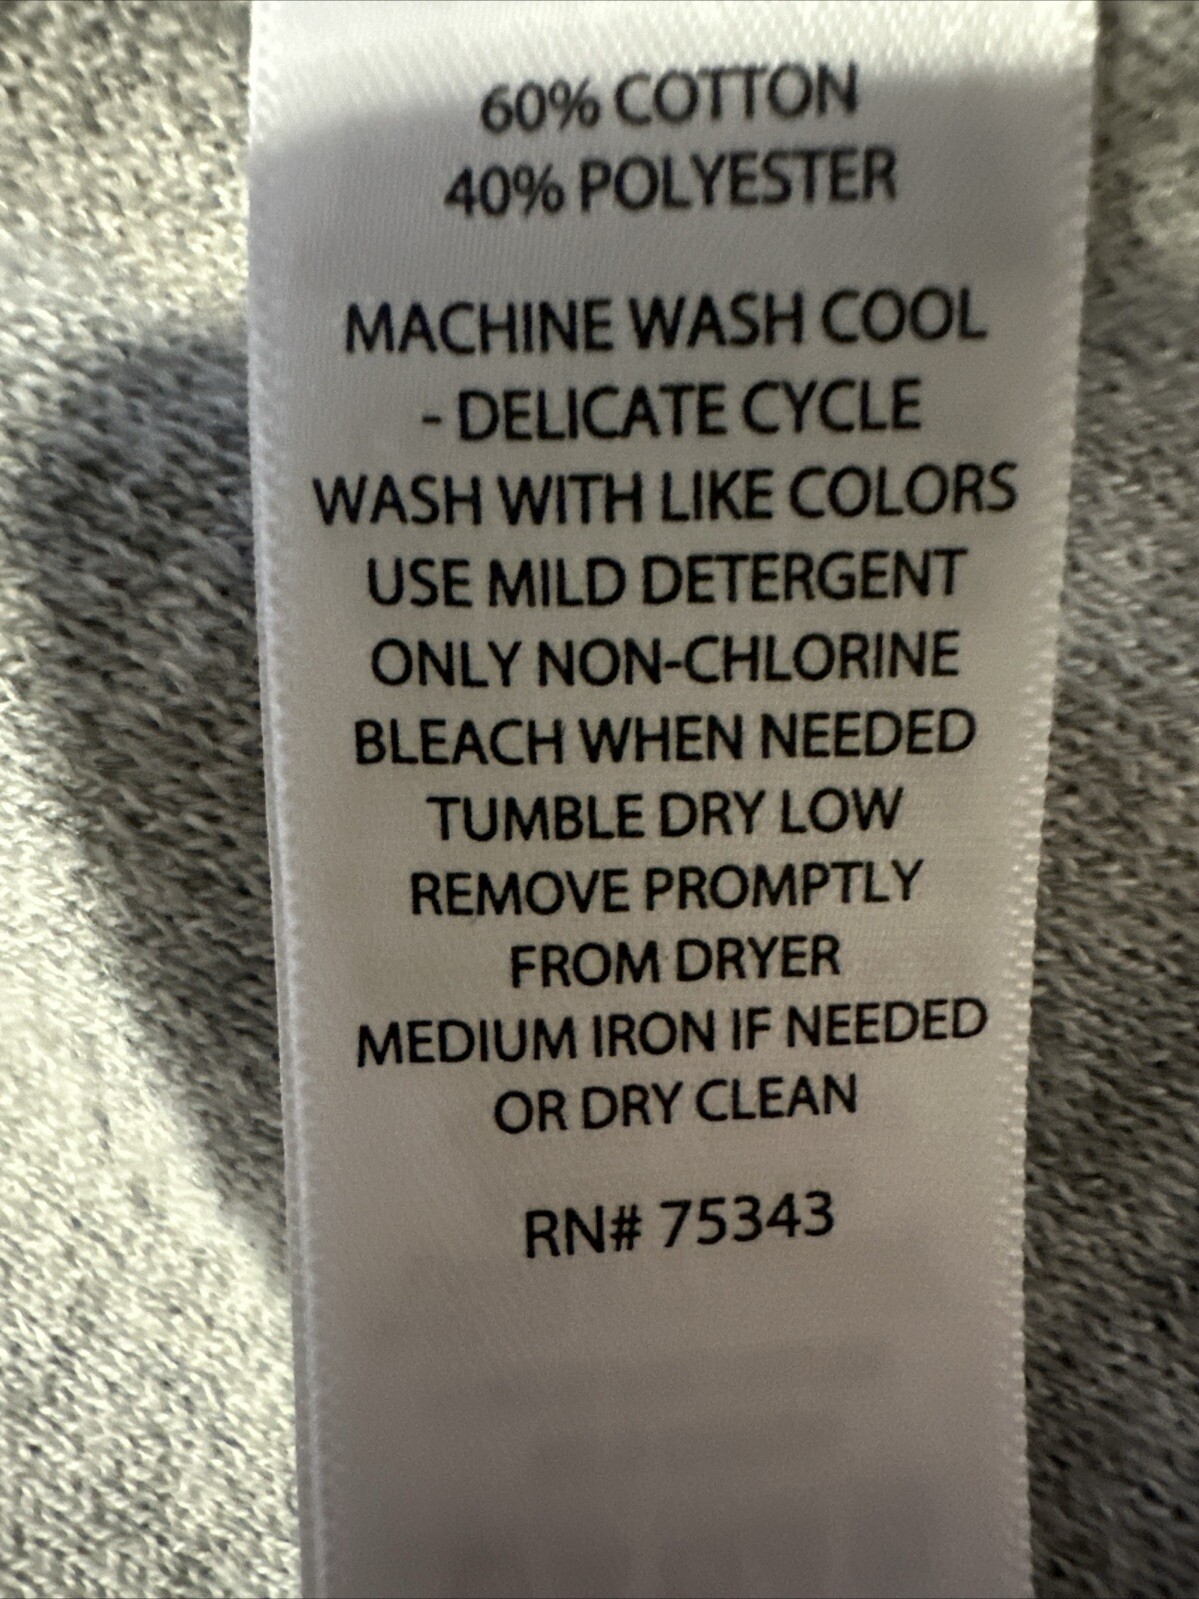 60% COTTON
40% POLYESTER
MACHINE WASH COOL
- DELICATE CYCLE
WASH WITH LIKE COLORS
USE MILD DETERGENT
ONLY NON-CHLORINE
BLEACH WHEN NEEDED
TUMBLE DRY LOW
REMOVE PROMPTLY
FROM DRYER
MEDIUM IRON IF NEEDED
OR DRY CLEAN
RN# 75343